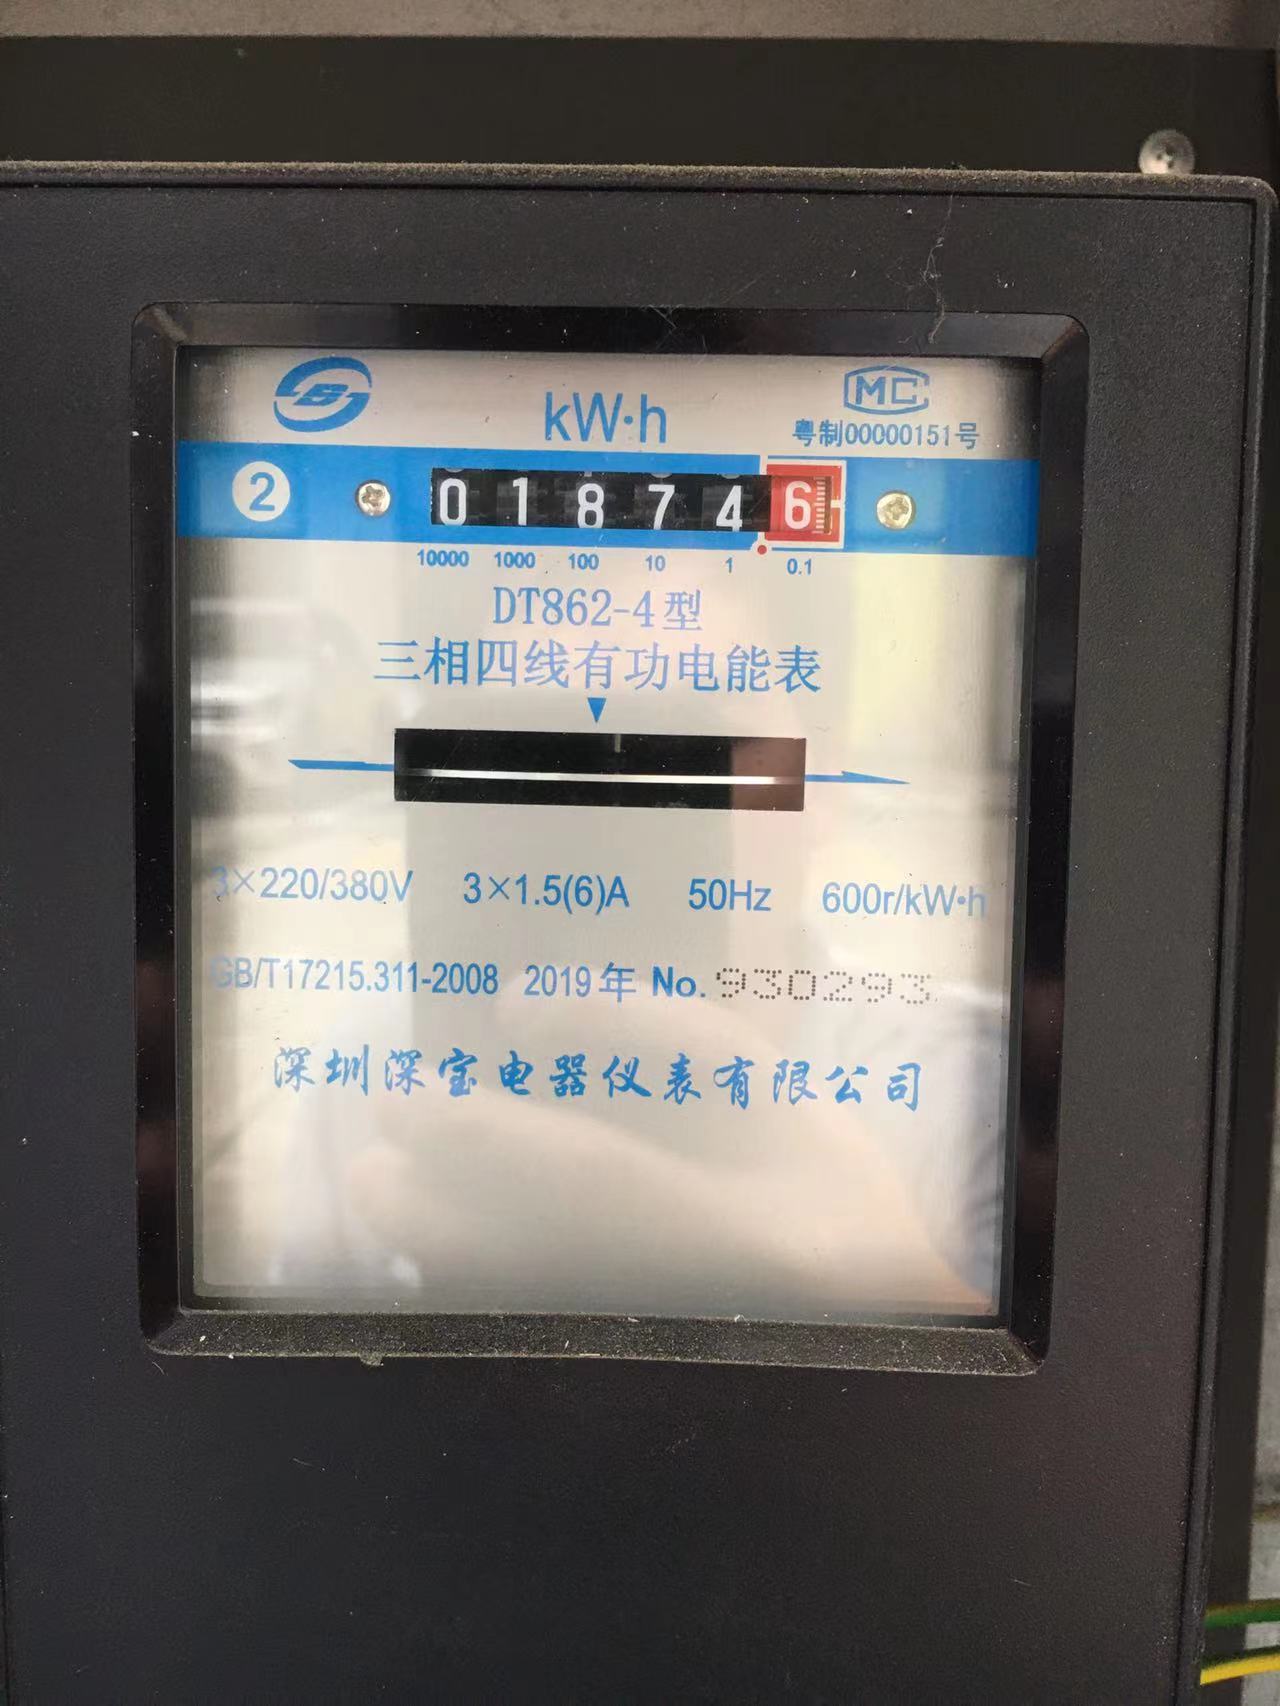 kW·h
MC
粤制00000151号
2
0 1 8 7 4 6
10000 1000 100 10 1 0.1
DT862-4型
三相四线有功电能表
3×220/380V 3×1.5(6)A 50Hz 600r/kW·h
GB/T17215.311-2008 2019年 No. 930293
深圳深宝电器仪表有限公司